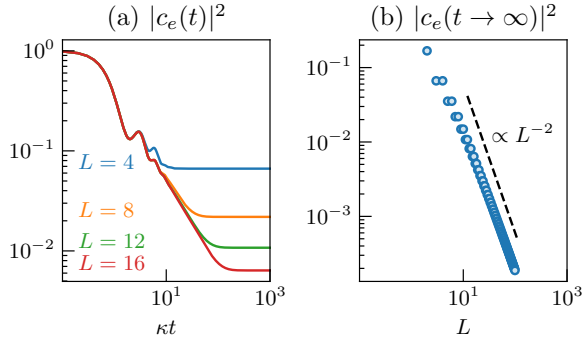 (a) $|c_e(t)|^2$
10^0
10^{-1}
10^{-2}
L = 4
L = 8
L = 12
L = 16
10^1
10^3
κt
(b) $|c_e(t → ∞)|^2$
10^{-1}
10^{-2}
10^{-3}
∝ L^{-2}
10^1
10^3
L